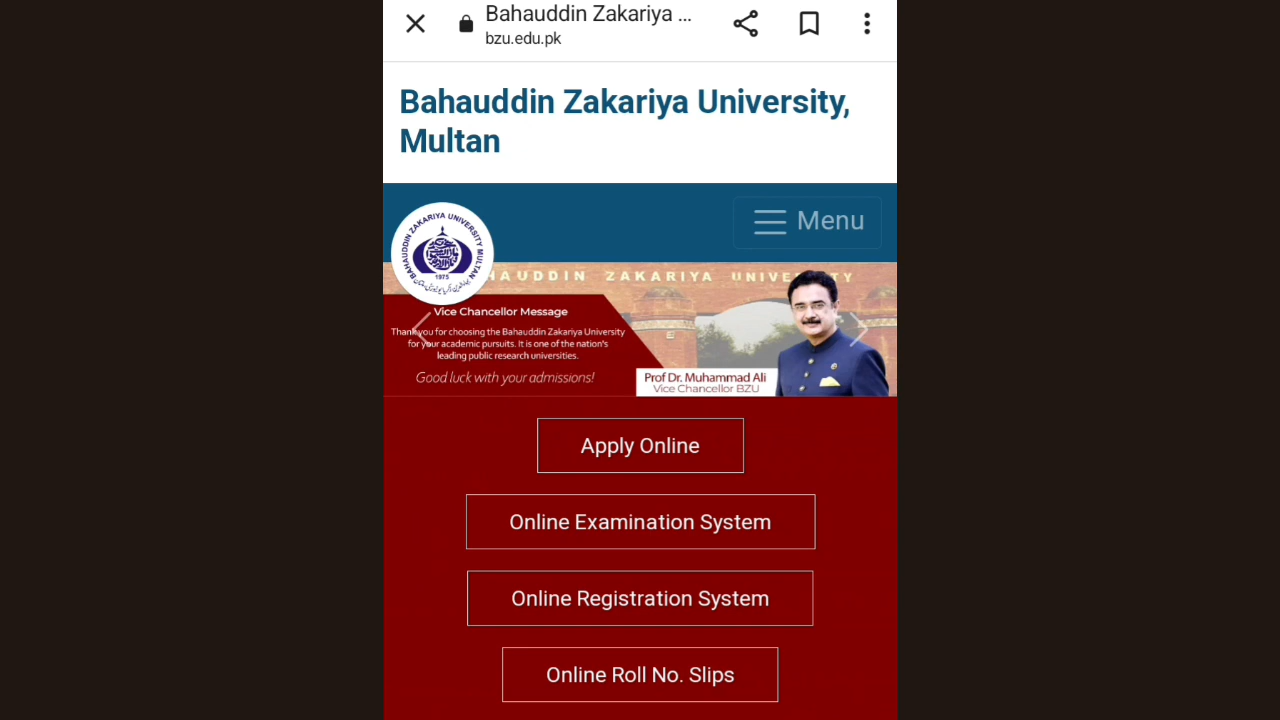 Bahauddin Zakariya ...
bzu.edu.pk
Bahauddin Zakariya University,
Multan
Menu
BAHAUDDIN ZAKARIYA UNIVERSITY MULTAN
1975
HAUDDIN ZAKARIYA UNIVERSITY
Vice Chancellor Message
Thank you for choosing the Bahauddin Zakariya University
for your academic pursuits. It is one of the nation's
leading public research universities.
Good luck with your admissions!
Prof Dr. Muhammad Ali
Vice Chancellor BZU
Apply Online
Online Examination System
Online Registration System
Online Roll No. Slips